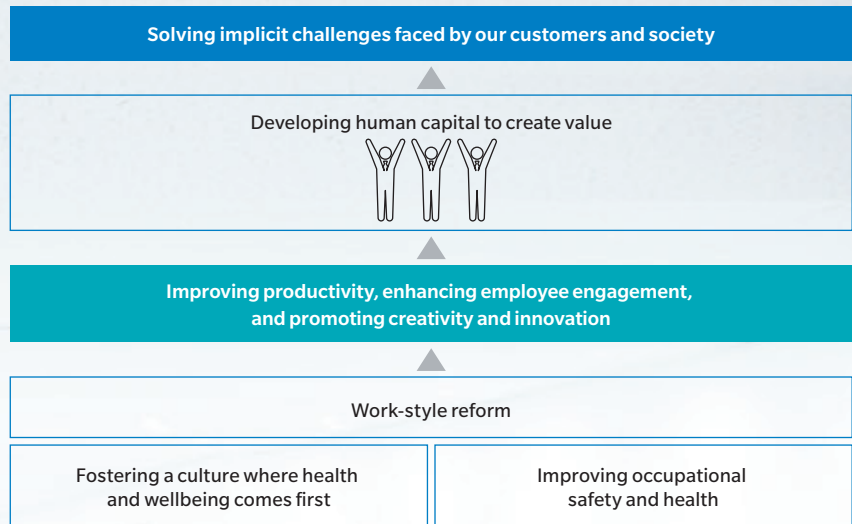 Solving implicit challenges faced by our customers and society
Developing human capital to create value
Improving productivity, enhancing employee engagement,
and promoting creativity and innovation
Work-style reform
Fostering a culture where health
and wellbeing comes first
Improving occupational
safety and health